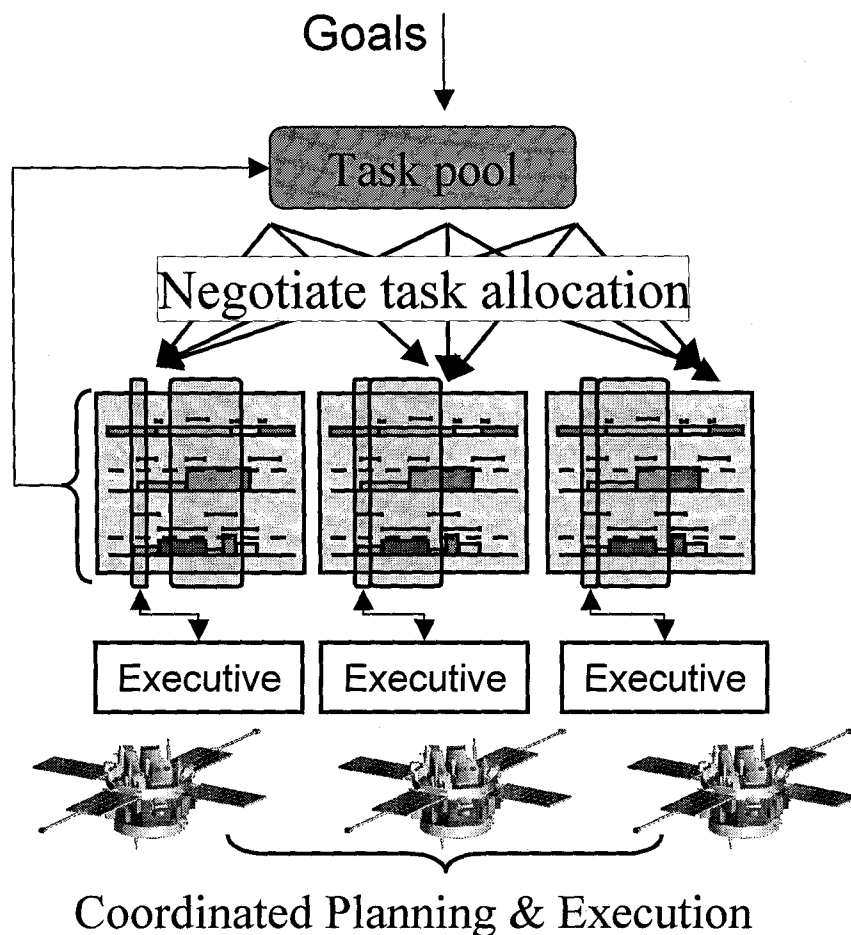 Goals
Task pool
Negotiate task allocation
Executive Executive Executive
Coordinated Planning & Execution